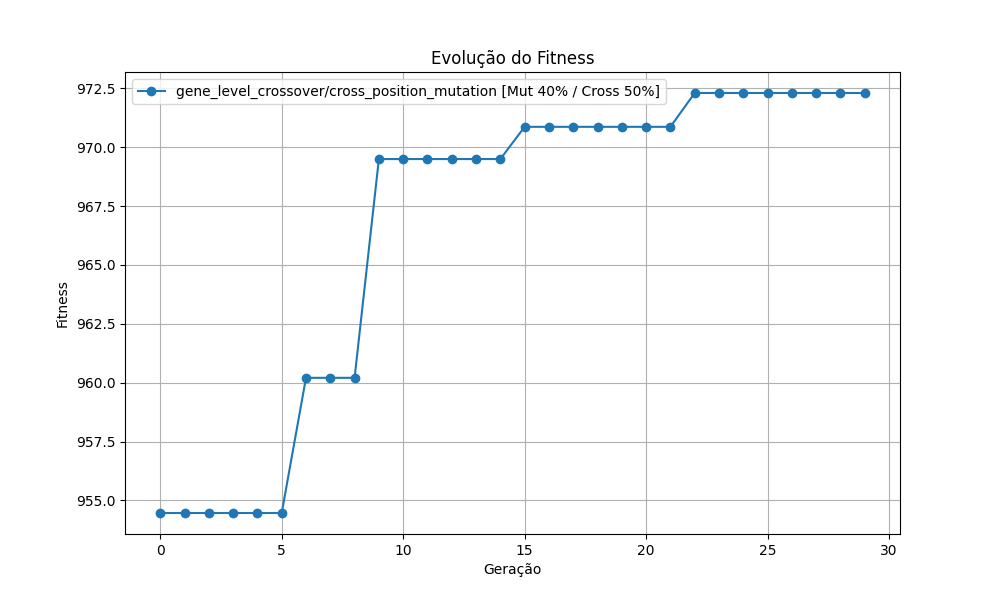 Evolução do Fitness
gene_level_crossover/cross_position_mutation [Mut 40% / Cross 50%]
Fitness
972.5
970.0
967.5
965.0
962.5
960.0
957.5
955.0
0 5 10 15 20 25 30
Geração